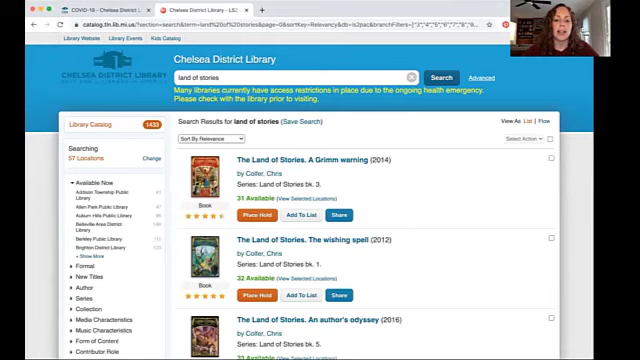 COVID-19 - Chelsea District L
Chelsea District Library – LS2
Library Website Library Events Kids Catalog
CHELSEA DISTRICT LIBRARY
Chelsea District Library
land of stories
Search
Advanced
Many libraries currently have access restrictions in place due to the ongoing health emergency.
Please check with the library prior to visiting.
Library Catalog 1433
Searching
57 Locations Change
Available Now
Addison Township Public
Library
Allen Park Public Library
Auburn Hills Public Library
Belleville Area District
Library
Berkley Public Library
Brighton District Library
+ Show More
Format
New Titles
Author
Series
Collection
Media Characteristics
Music Characteristics
Form of Content
Contributor Role
Search Results for land of stories (Save Search)
View As List | Flow
Sort By Relevance
Select Action
The Land of Stories. A Grimm warning (2014)
by Colfer, Chris
Series: Land of Stories bk. 3.
31 Available (View Selected Locations)
Book
Place Hold Add To List Share
The Land of Stories. The wishing spell (2012)
by Colfer, Chris
Series: Land of Stories bk. 1.
32 Available (View Selected Locations)
Book
Place Hold Add To List Share
The Land of Stories. An author's odyssey (2016)
by Colfer, Chris
Series: Land of Stories bk. 5.